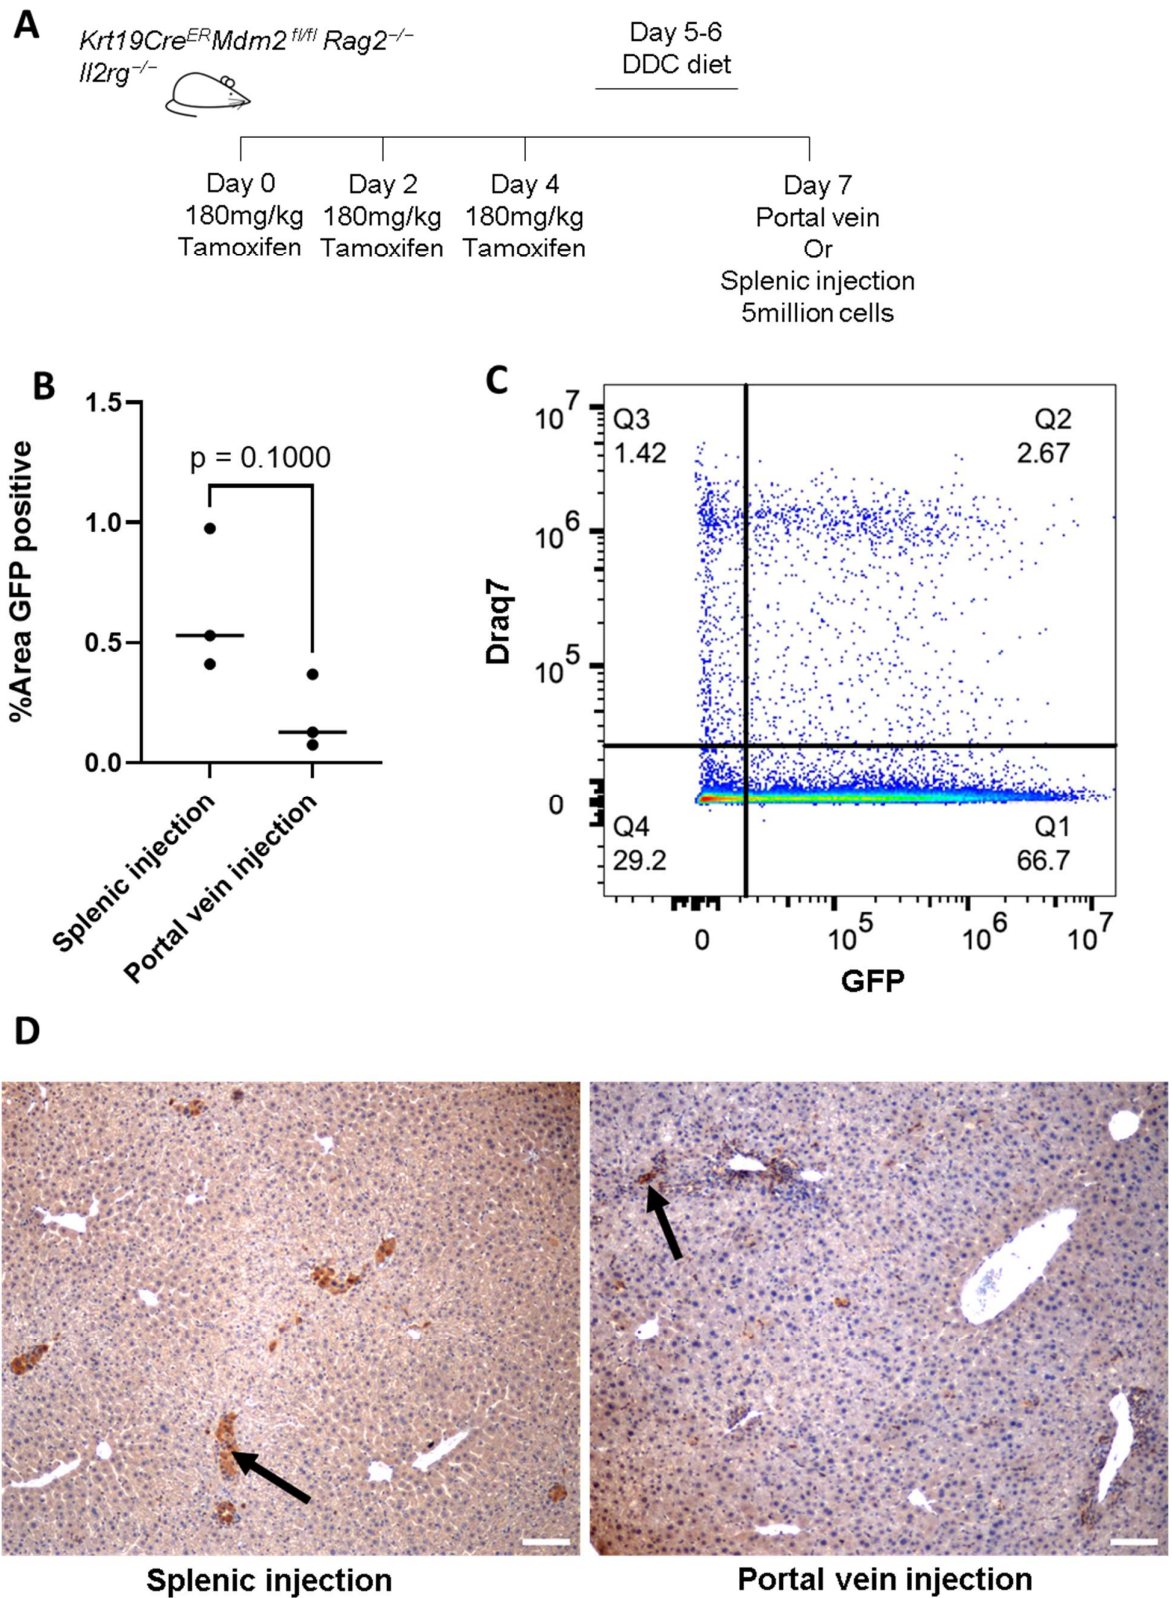 A
Krt19Cre^ER Mdm2 ^fl/fl Rag2^−/−
Il2rg^−/−
Day 5-6
DDC diet
Day 0
180mg/kg
Tamoxifen
Day 2
180mg/kg
Tamoxifen
Day 4
180mg/kg
Tamoxifen
Day 7
Portal vein
Or
Splenic injection
5million cells
B
%Area GFP positive
1.5
1.0
0.5
0.0
p = 0.1000
Splenic injection
Portal vein injection
C
Draq7
10^7
10^6
10^5
0
Q3
1.42
Q2
2.67
Q4
29.2
Q1
66.7
0
10^5
10^6
10^7
GFP
D
Splenic injection
Portal vein injection